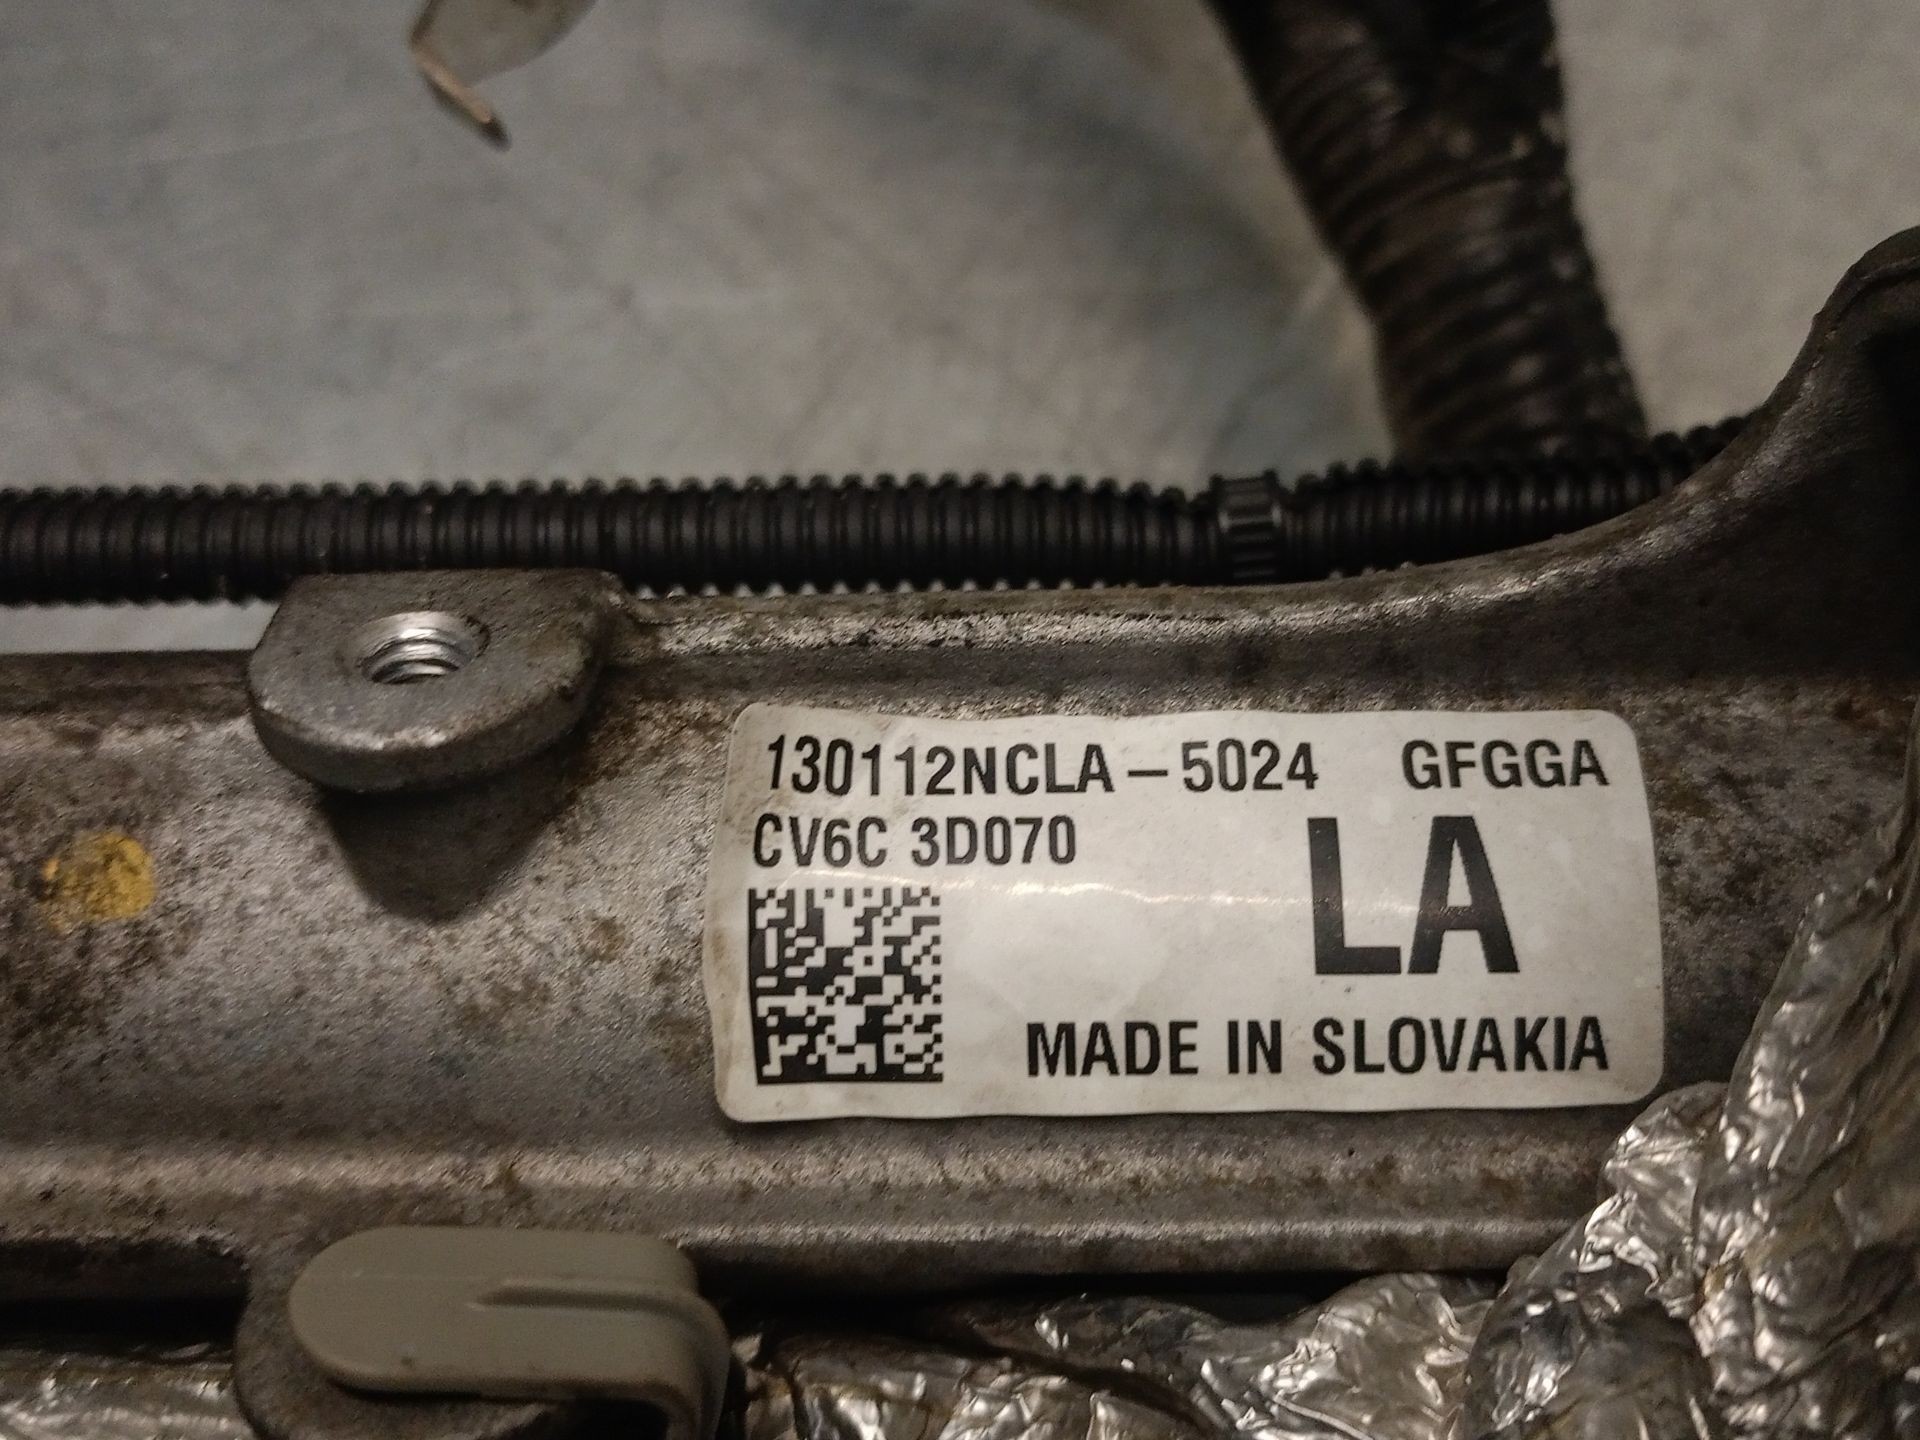 130112NCLA-5024 GFGGA
CV6C 3D070
LA
MADE IN SLOVAKIA